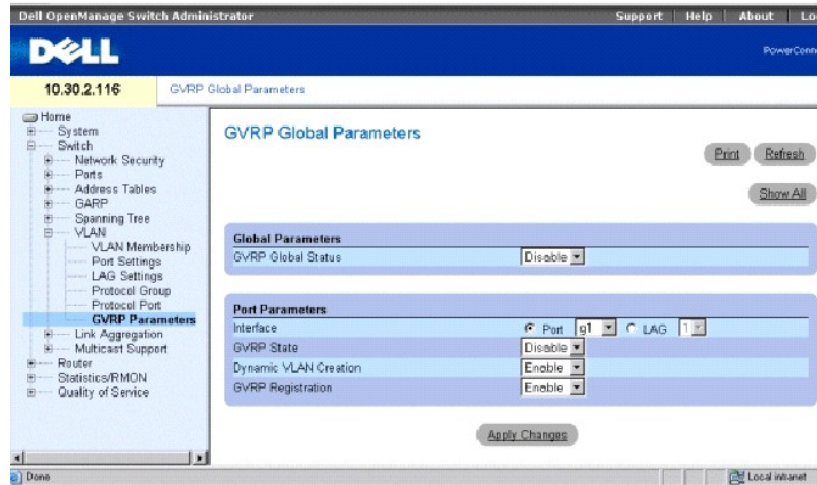 Dell OpenManage Switch Administrator
Support Help About Lo
DELL
PowerConn
10.30.2.116
GVRP Global Parameters
Home
System
Switch
Network Security
Ports
Address Tables
GARP
Spanning Tree
VLAN
VLAN Membership
Port Settings
LAG Settings
Protocol Group
Protocol Port
GVRP Parameters
Link Aggregation
Multicast Support
Router
Statistics/RMON
Quality of Service
GVRP Global Parameters
Print Refresh
Show All
Global Parameters
GVRP Global Status Disable
Port Parameters
Interface Port g1 LAG 1
GVRP State Disable
Dynamic VLAN Creation Enable
GVRP Registration Enable
Apply Changes
Done
Local intranet